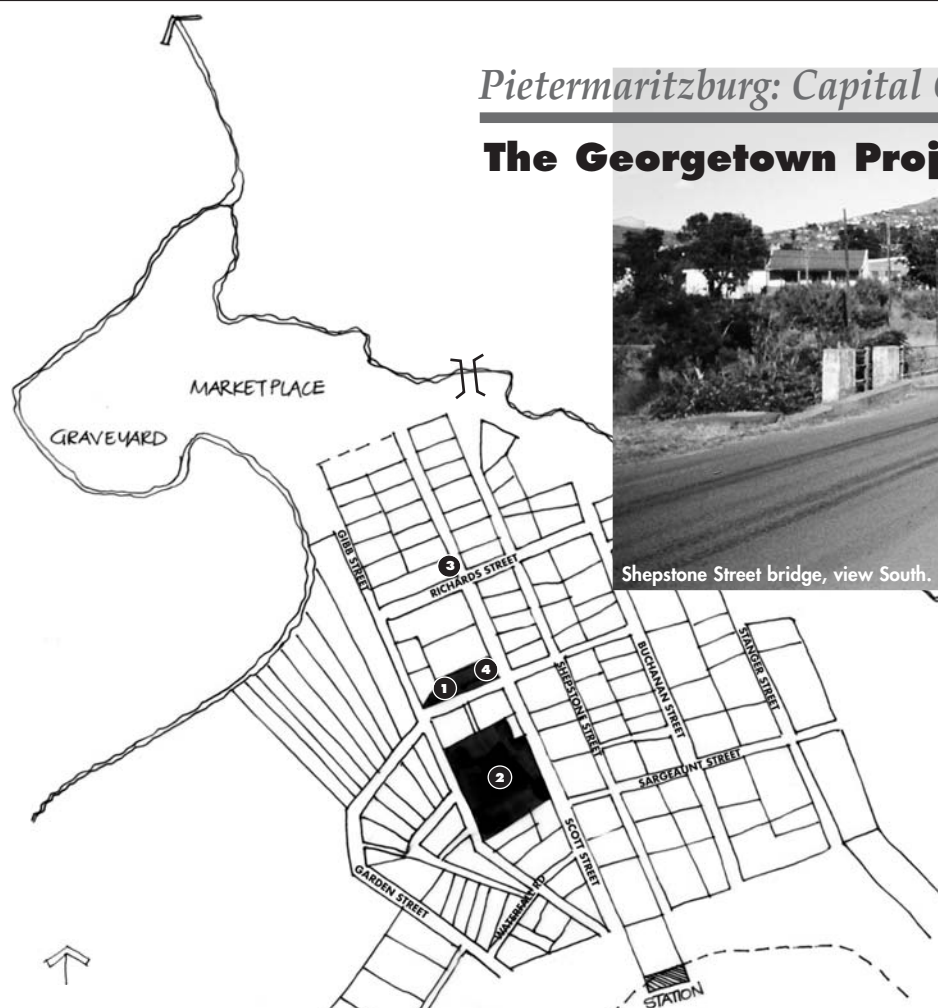 Pietermaritzburg: Capital
The Georgetown
Shepstone Street bridge, view South.
MARKETPLACE
GRAVEYARD
GIBB STREET
3
RICHARDS STREET
4
1
SHEPSTONE STREET
BUCHANAN STREET
STANGER STREET
2
SARGEAUNT STREET
SCOTT STREET
GARDEN STREET
WATERFALL RD
STATION